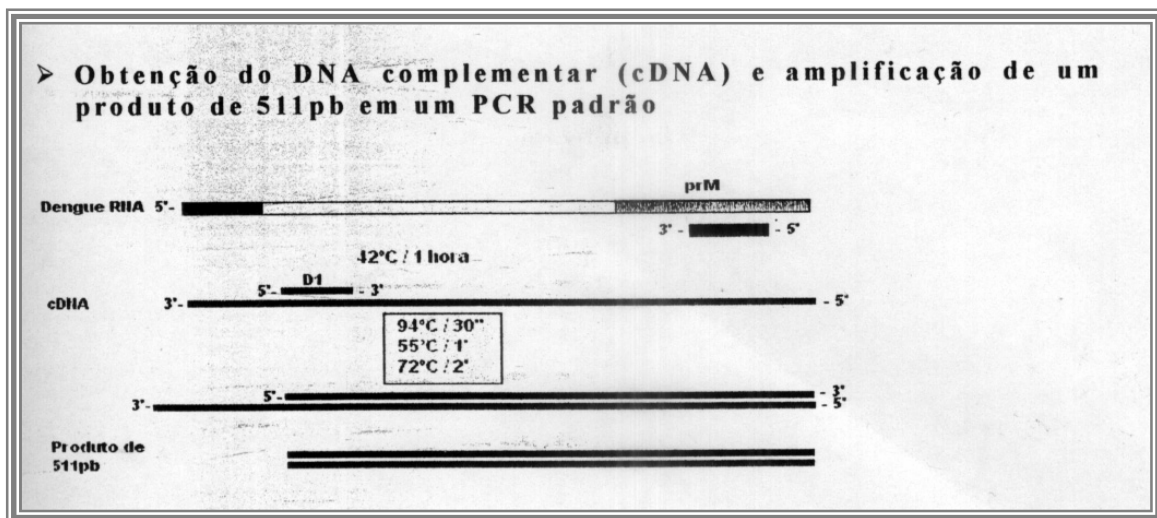 ➢ Obtenção do DNA complementar (cDNA) e amplificação de um
produto de 511pb em um PCR padrão
prM
Dengue RNA 5'-
3' - - 5'
42°C / 1 hora
D1
5'- - 3'
cDNA 3'- - 5'
94°C / 30"
55°C / 1'
72°C / 2'
5'- - 3'
3'- - 5'
Produto de
511pb